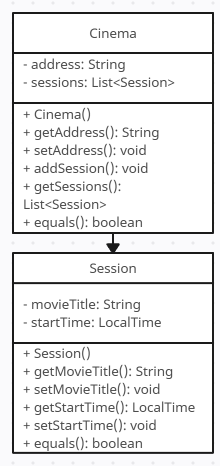 Cinema
- address: String
- sessions: List<Session>
+ Cinema()
+ getAddress(): String
+ setAddress(): void
+ addSession(): void
+ getSessions():
List<Session>
+ equals(): boolean
Session
- movieTitle: String
- startTime: LocalTime
+ Session()
+ getMovieTitle(): String
+ setMovieTitle(): void
+ getStartTime(): LocalTime
+ setStartTime(): void
+ equals(): boolean